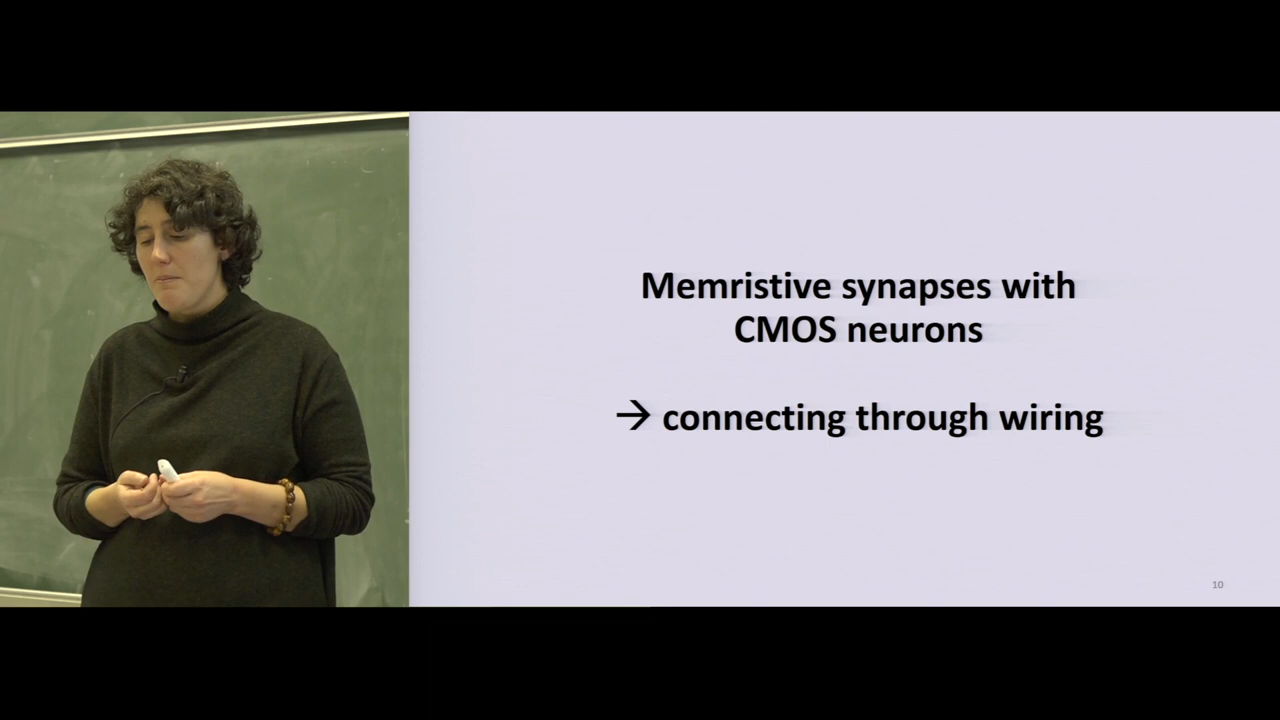 Memristive synapses with
CMOS neurons
→ connecting through wiring
10